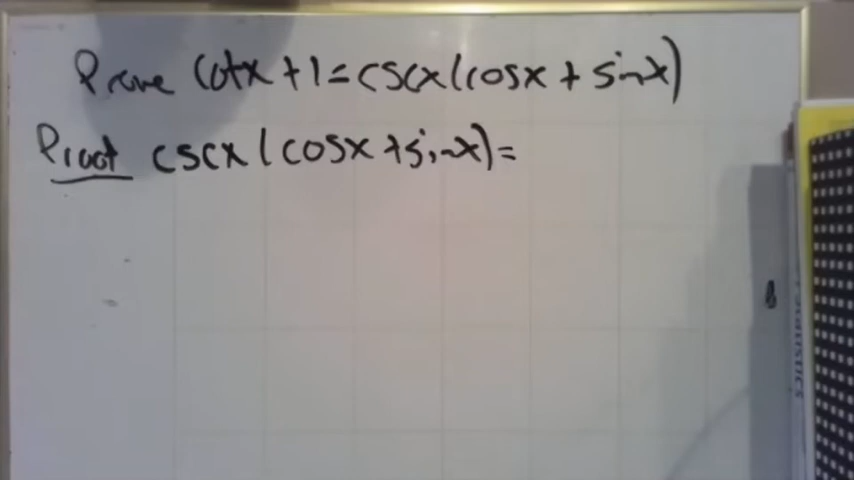 Prove cotx + 1 = cscx(cosx + sinx)
Proof cscx (cosx + sinx) =